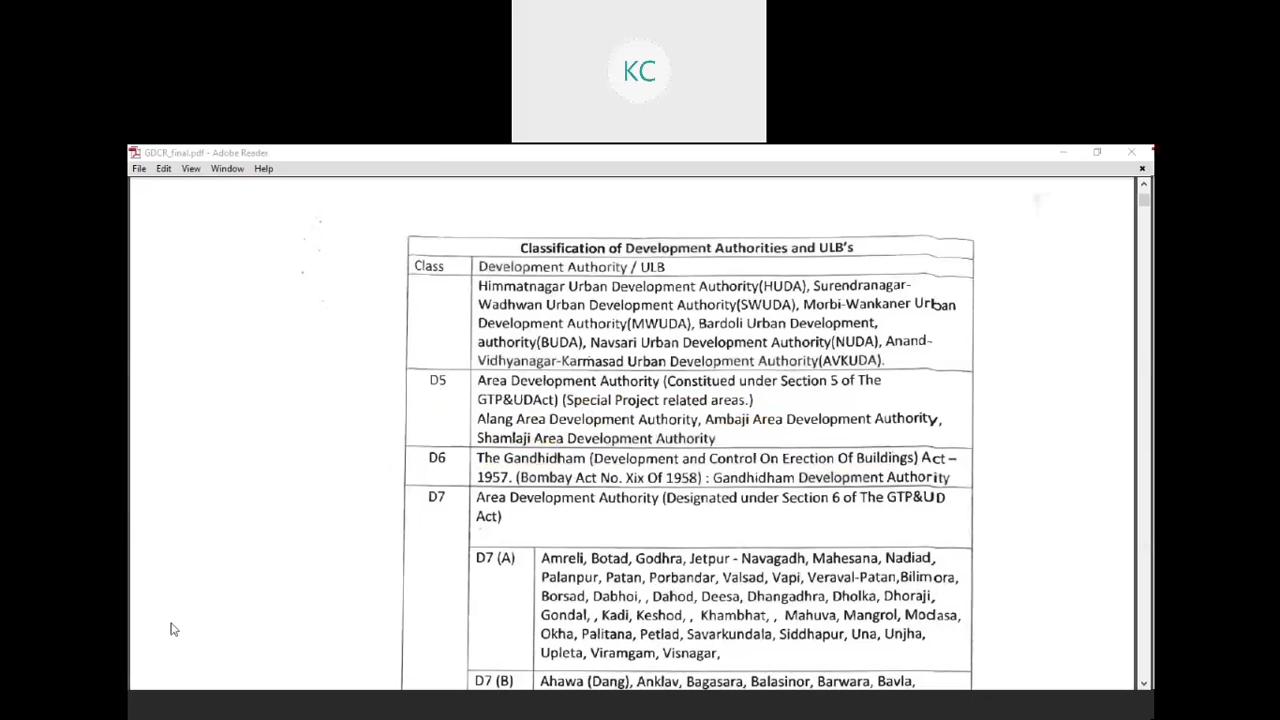 KC
GDCR_final.pdf - Adobe Reader
File Edit View Window Help
Classification of Development Authorities and ULB's
Class Development Authority / ULB
Himmatnagar Urban Development Authority(HUDA), Surendranagar-
Wadhwan Urban Development Authority(SWUDA), Morbi-Wankaner Urban
Development Authority(MWUDA), Bardoli Urban Development,
authority(BUDA), Navsari Urban Development Authority(NUDA), Anand-
Vidhyanagar-Karmasad Urban Development Authority(AVKUDA).
D5 Area Development Authority (Constitued under Section 5 of The
GTP&UDAct) (Special Project related areas.)
Alang Area Development Authority, Ambaji Area Development Authority,
Shamlaji Area Development Authority
D6 The Gandhidham (Development and Control On Erection Of Buildings) Act –
1957. (Bombay Act No. Xix Of 1958) : Gandhidham Development Authority
D7 Area Development Authority (Designated under Section 6 of The GTP&UD
Act)
D7 (A) Amreli, Botad, Godhra, Jetpur - Navagadh, Mahesana, Nadiad,
Palanpur, Patan, Porbandar, Valsad, Vapi, Veraval-Patan,Bilimora,
Borsad, Dabhoi, , Dahod, Deesa, Dhangadhra, Dholka, Dhoraji,
Gondal, , Kadi, Keshod, , Khambhat, , Mahuva, Mangrol, Modasa,
Okha, Palitana, Petlad, Savarkundala, Siddhapur, Una, Unjha,
Upleta, Viramgam, Visnagar,
D7 (B) Ahawa (Dang), Anklav, Bagasara, Balasinor, Barwara, Bavla,